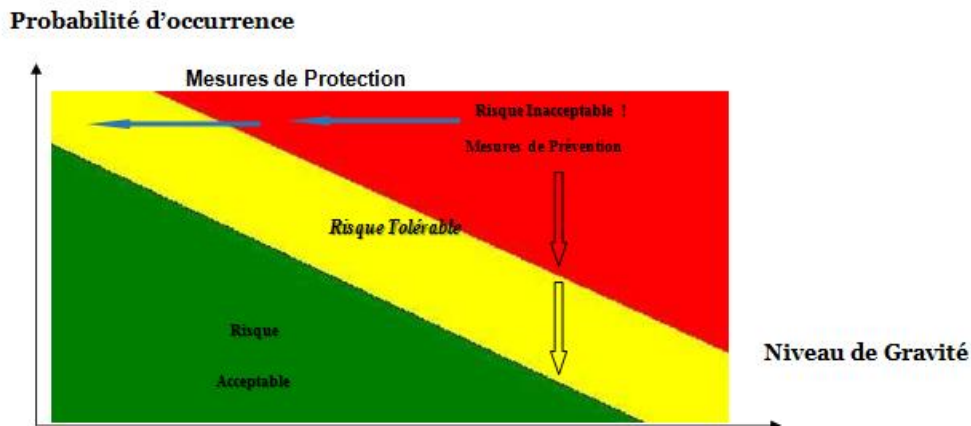 Probabilité d'occurrence
Mesures de Protection
Risque Inacceptable !
Mesures de Prévention
Risque Tolérable
Risque
Acceptable
Niveau de Gravité